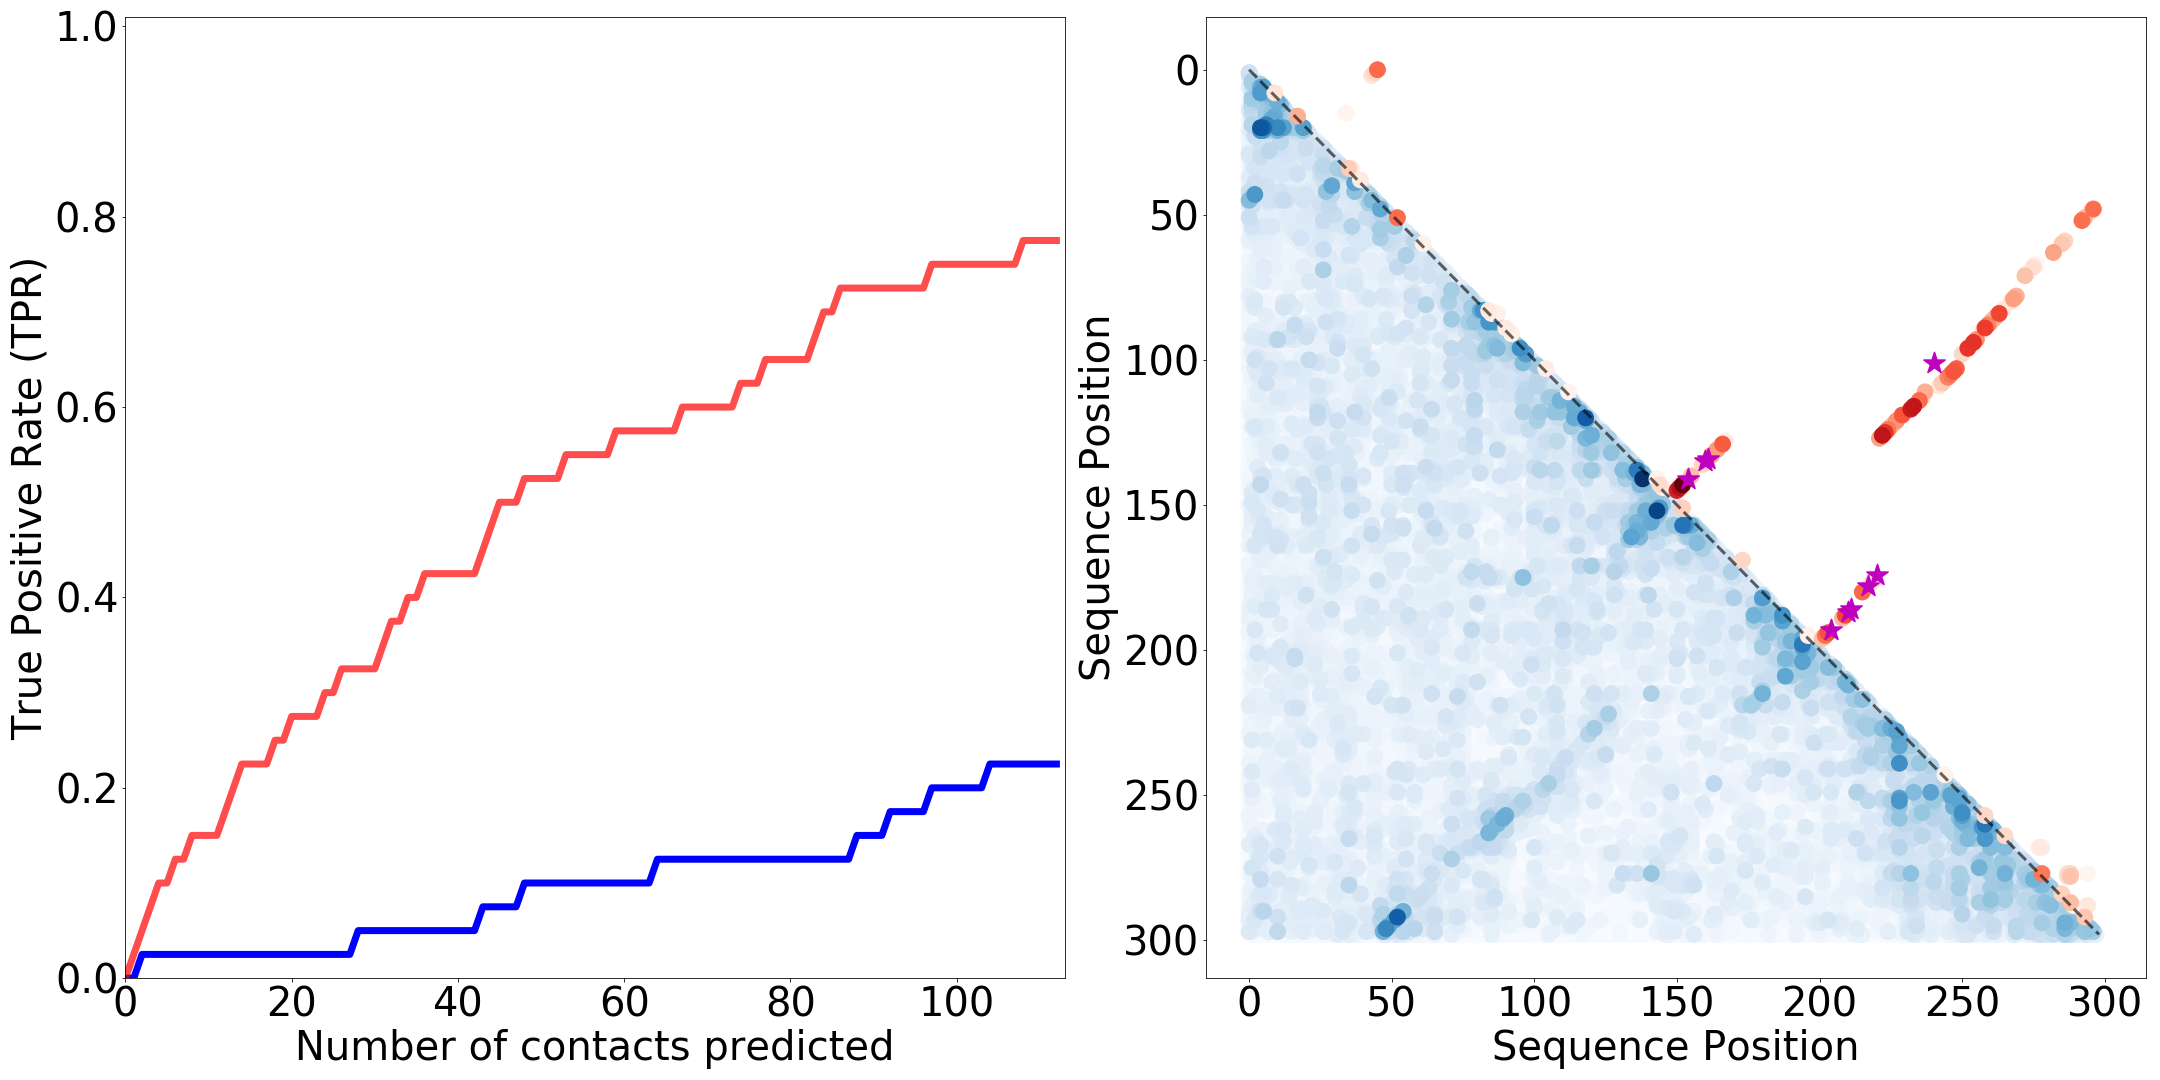 True Positive Rate (TPR)
1.0
0.8
0.6
0.4
0.2
0.0
0 20 40 60 80 100
Number of contacts predicted
Sequence Position
0
50
100
150
200
250
300
0 50 100 150 200 250 300
Sequence Position